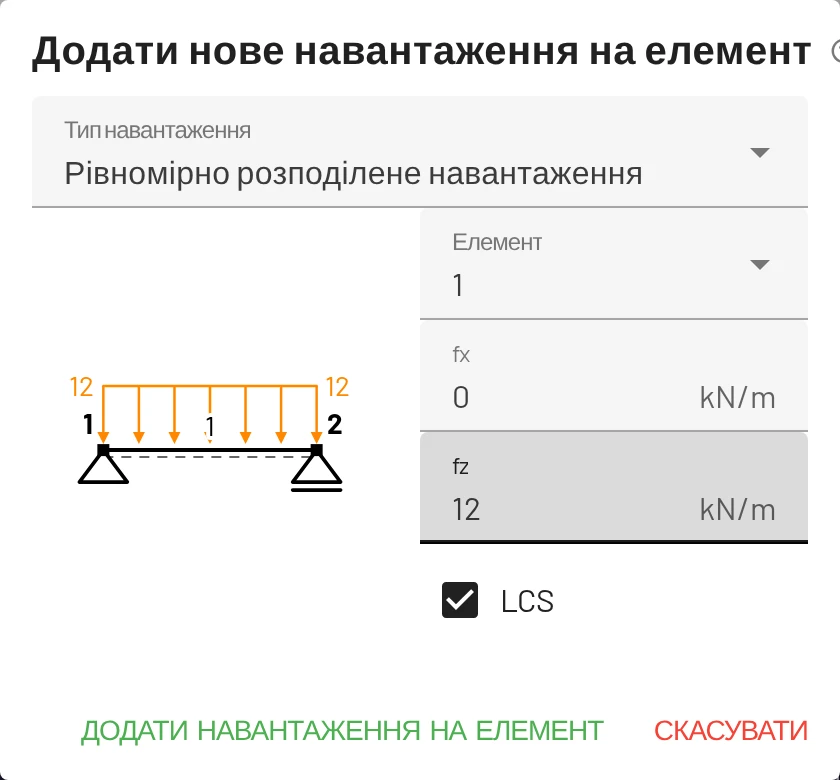 Додати нове навантаження на елемент
Тип навантаження
Рівномірно розподілене навантаження
Елемент
1
fx
0 kN/m
fz
12 kN/m
LCS
12 12
1 1 2
ДОДАТИ НАВАНТАЖЕННЯ НА ЕЛЕМЕНТ СКАСУВАТИ